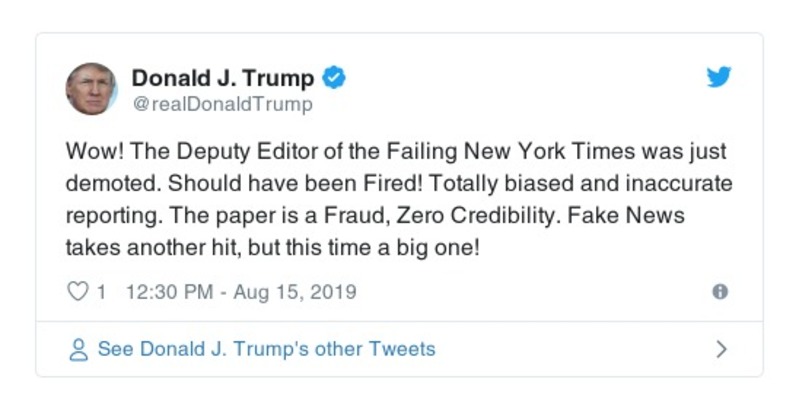 Donald J. Trump
@realDonaldTrump
Wow! The Deputy Editor of the Failing New York Times was just
demoted. Should have been Fired! Totally biased and inaccurate
reporting. The paper is a Fraud, Zero Credibility. Fake News
takes another hit, but this time a big one!
1 12:30 PM - Aug 15, 2019
See Donald J. Trump's other Tweets